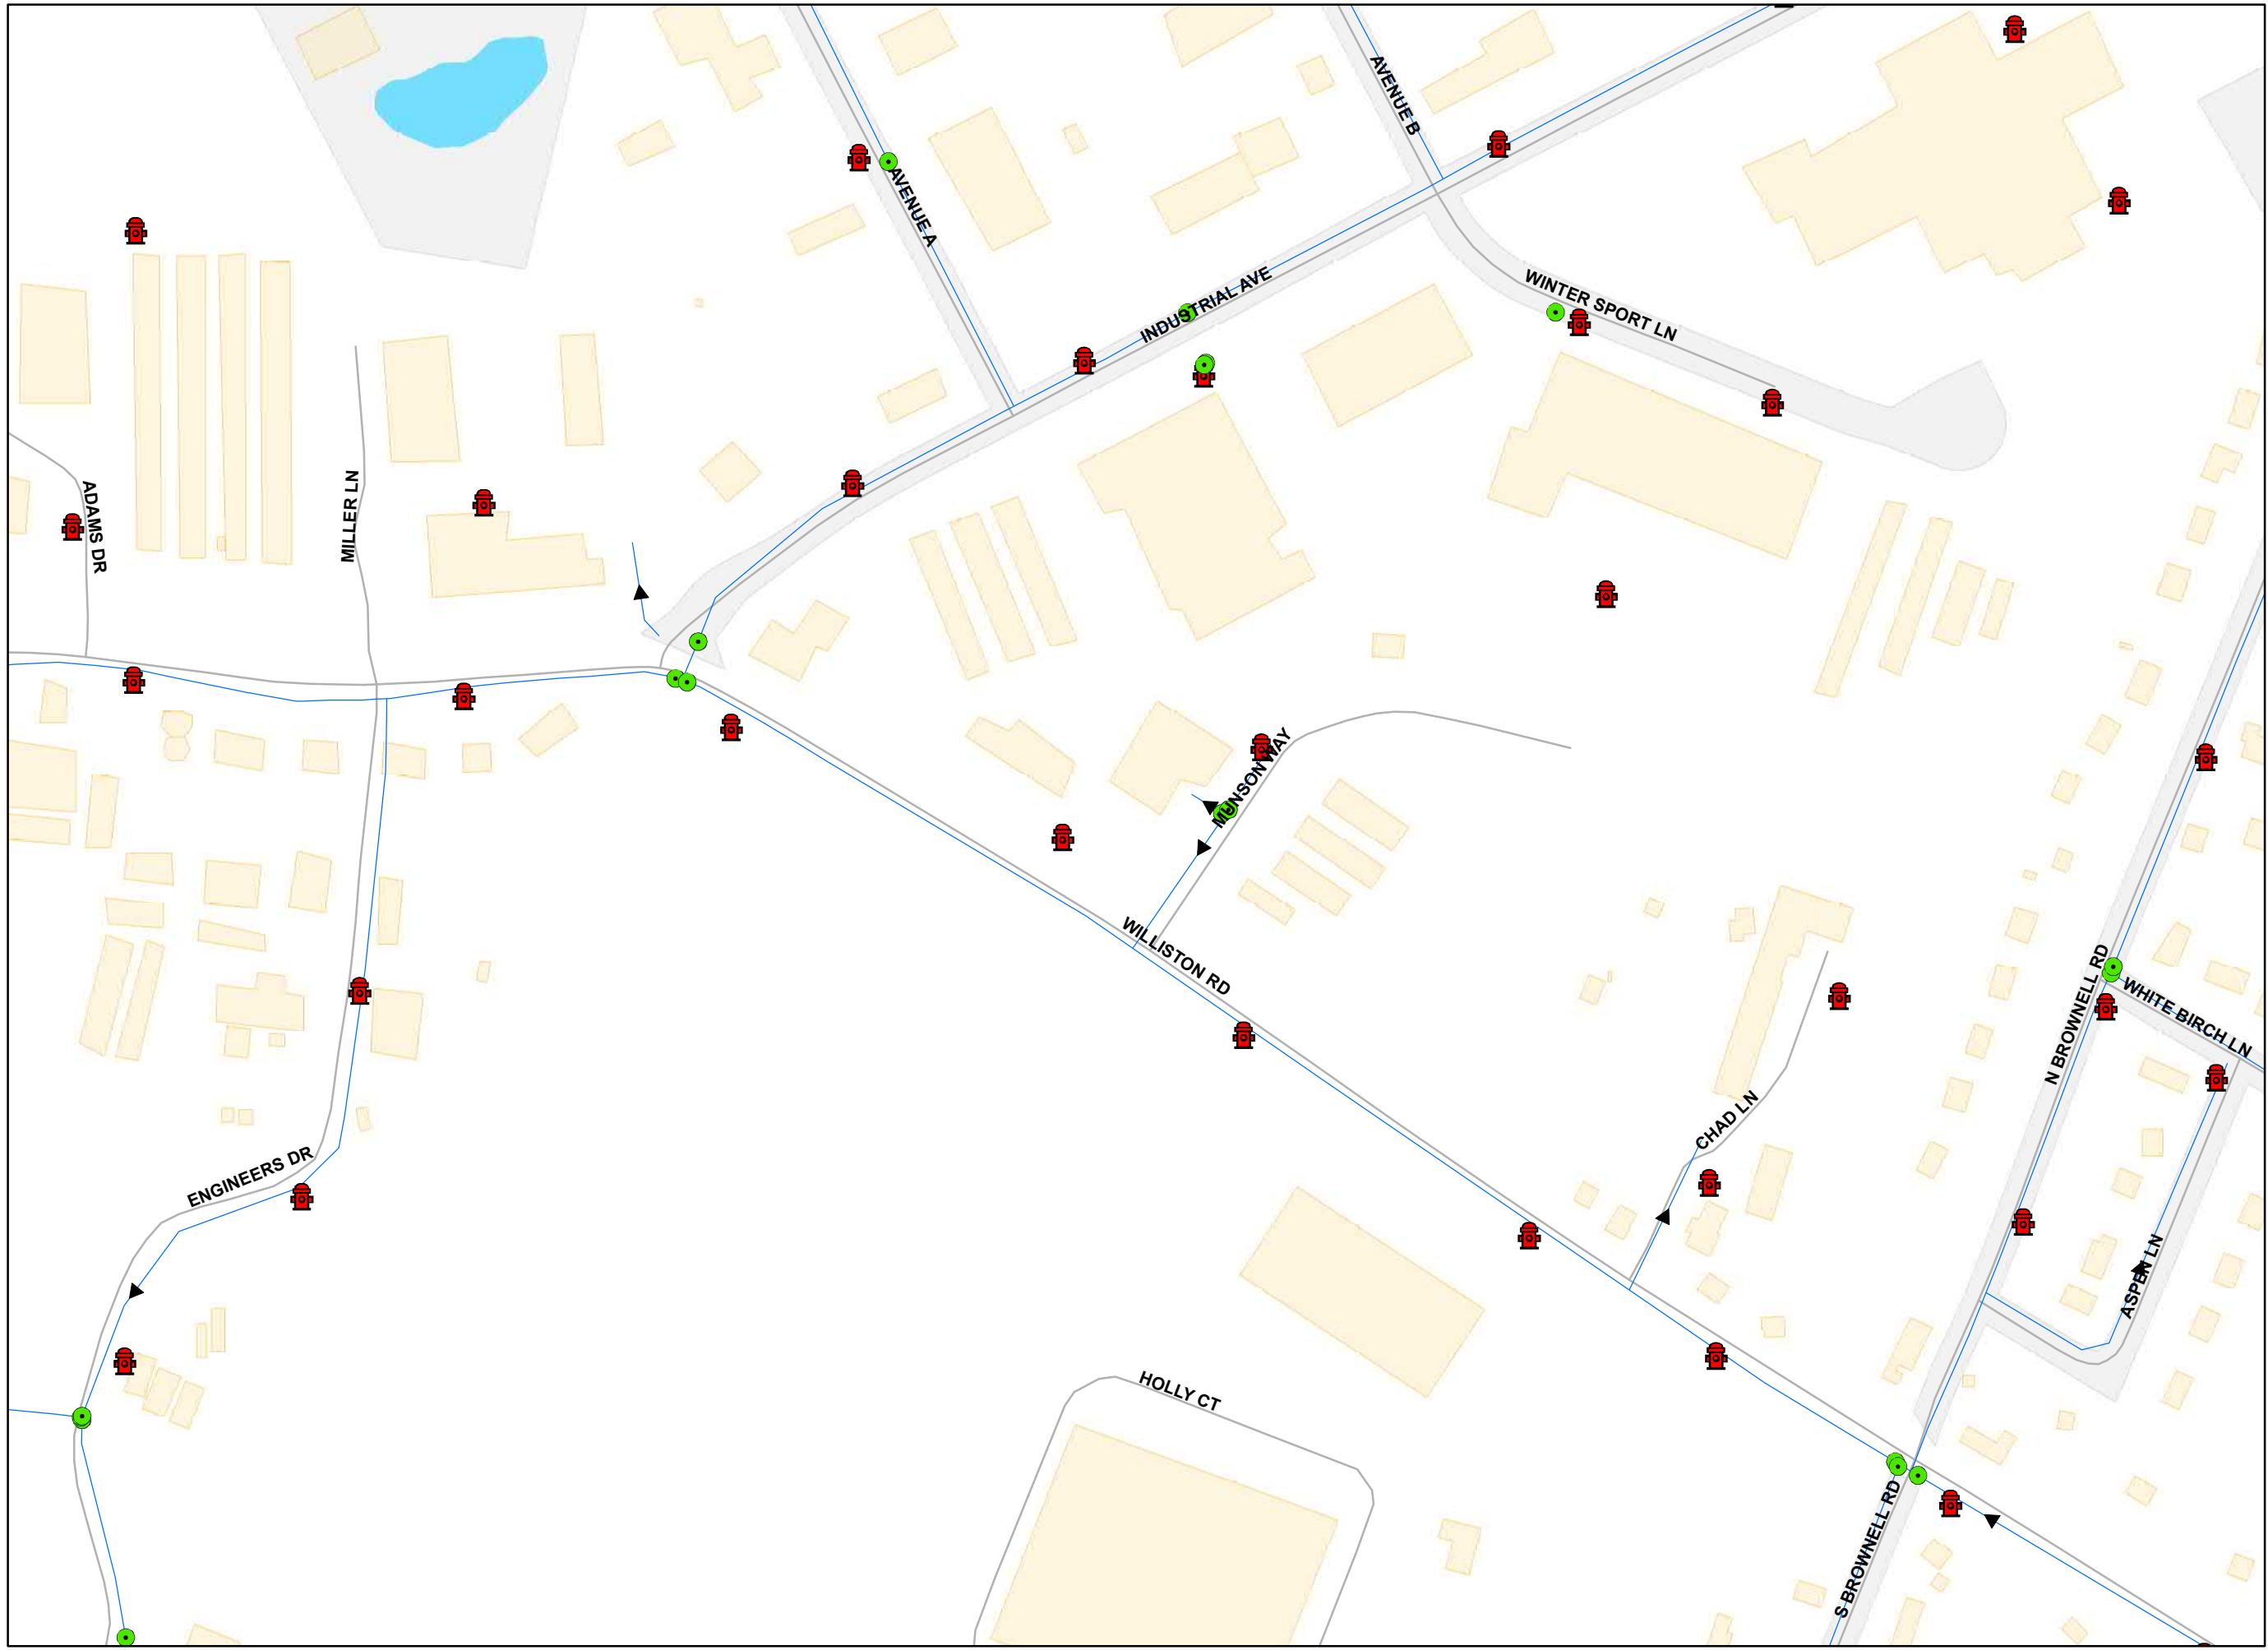 AVENUE B
AVENUE A
INDUSTRIAL AVE
WINTER SPORT LN
ADAMS DR
MILLER LN
MUNSON WAY
WILLISTON RD
N BROWNELL RD
WHITE BIRCH LN
CHAD LN
ENGINEERS DR
ASPEN LN
HOLLY CT
S BROWNELL RD